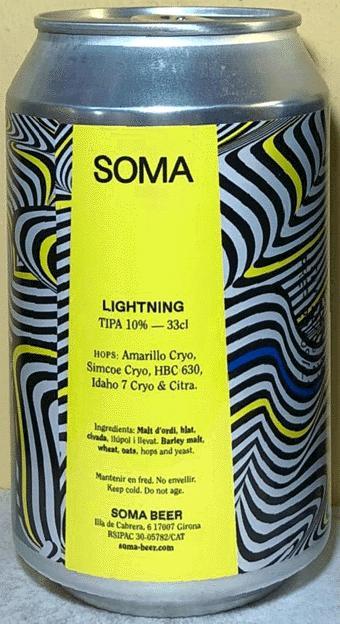 SOMA
LIGHTNING
TIPA 10% — 33cl
HOPS: Amarillo Cryo,
Simcoe Cryo, HBC 630,
Idaho 7 Cryo & Citra.
Ingredients: Malt d'ordi, blat,
civada, llúpol i llevat. Barley malt,
wheat, oats, hops and yeast.
Mantenir en fred. No envellir.
Keep cold. Do not age.
SOMA BEER
Illa de Cabrera, 6 17007 Girona
RSIPAC 30-05782/CAT
soma-beer.com